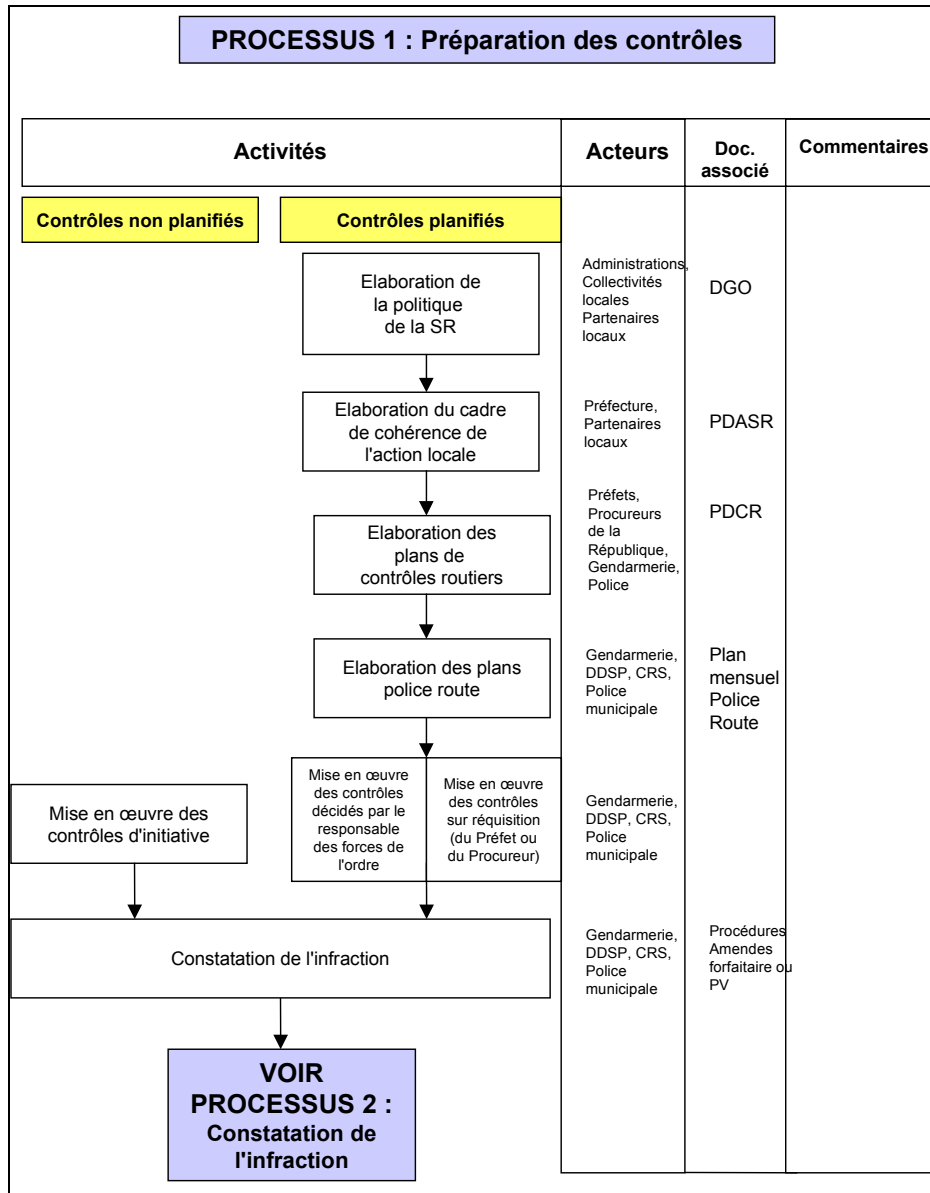 PROCESSUS 1 : Préparation des contrôles
Activités
Acteurs
Doc.
associé
Commentaires
Contrôles non planifiés
Contrôles planifiés
Elaboration de
la politique
de la SR
Administrations,
Collectivités
locales
Partenaires
locaux
DGO
Elaboration du cadre
de cohérence de
l'action locale
Préfecture,
Partenaires
locaux
PDASR
Elaboration des
plans de
contrôles routiers
Préfets,
Procureurs
de la
République,
Gendarmerie,
Police
PDCR
Elaboration des plans
police route
Gendarmerie,
DDSP, CRS,
Police
municipale
Plan
mensuel
Police
Route
Mise en œuvre des
contrôles d'initiative
Mise en œuvre
des contrôles
décidés par le
responsable
des forces de
l'ordre
Mise en œuvre
des contrôles
sur réquisition
(du Préfet ou
du Procureur)
Gendarmerie,
DDSP, CRS,
Police
municipale
Constatation de l'infraction
Gendarmerie,
DDSP, CRS,
Police
municipale
Procédures
Amendes
forfaitaire ou
PV
VOIR
PROCESSUS 2 :
Constatation de
l'infraction